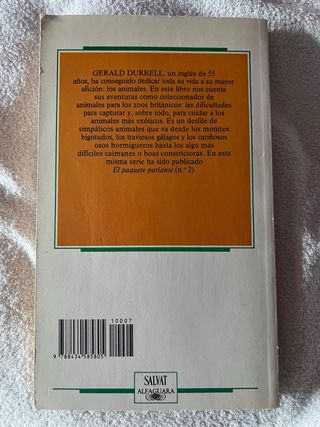 GERALD DURRELL, un inglés de 55
años, ha conseguido dedicar toda su vida a su mayor
afición: los animales. En este libro nos cuenta
sus aventuras como coleccionador de
animales para los zoos británicos: las dificultades
para capturar y, sobre todo, para cuidar a los
animales más exóticos. Es un desfile de
simpáticos animales que va desde los monitos
bigotudos, los traviesos gálagos y los cariñosos
osos hormigueros hasta los algo más
difíciles caimanes o boas constrictoras. En esta
misma serie ha sido publicado
El paquete parlante (n.º 2)
10007
9 788434 585805
SALVAT
ALFAGUARA